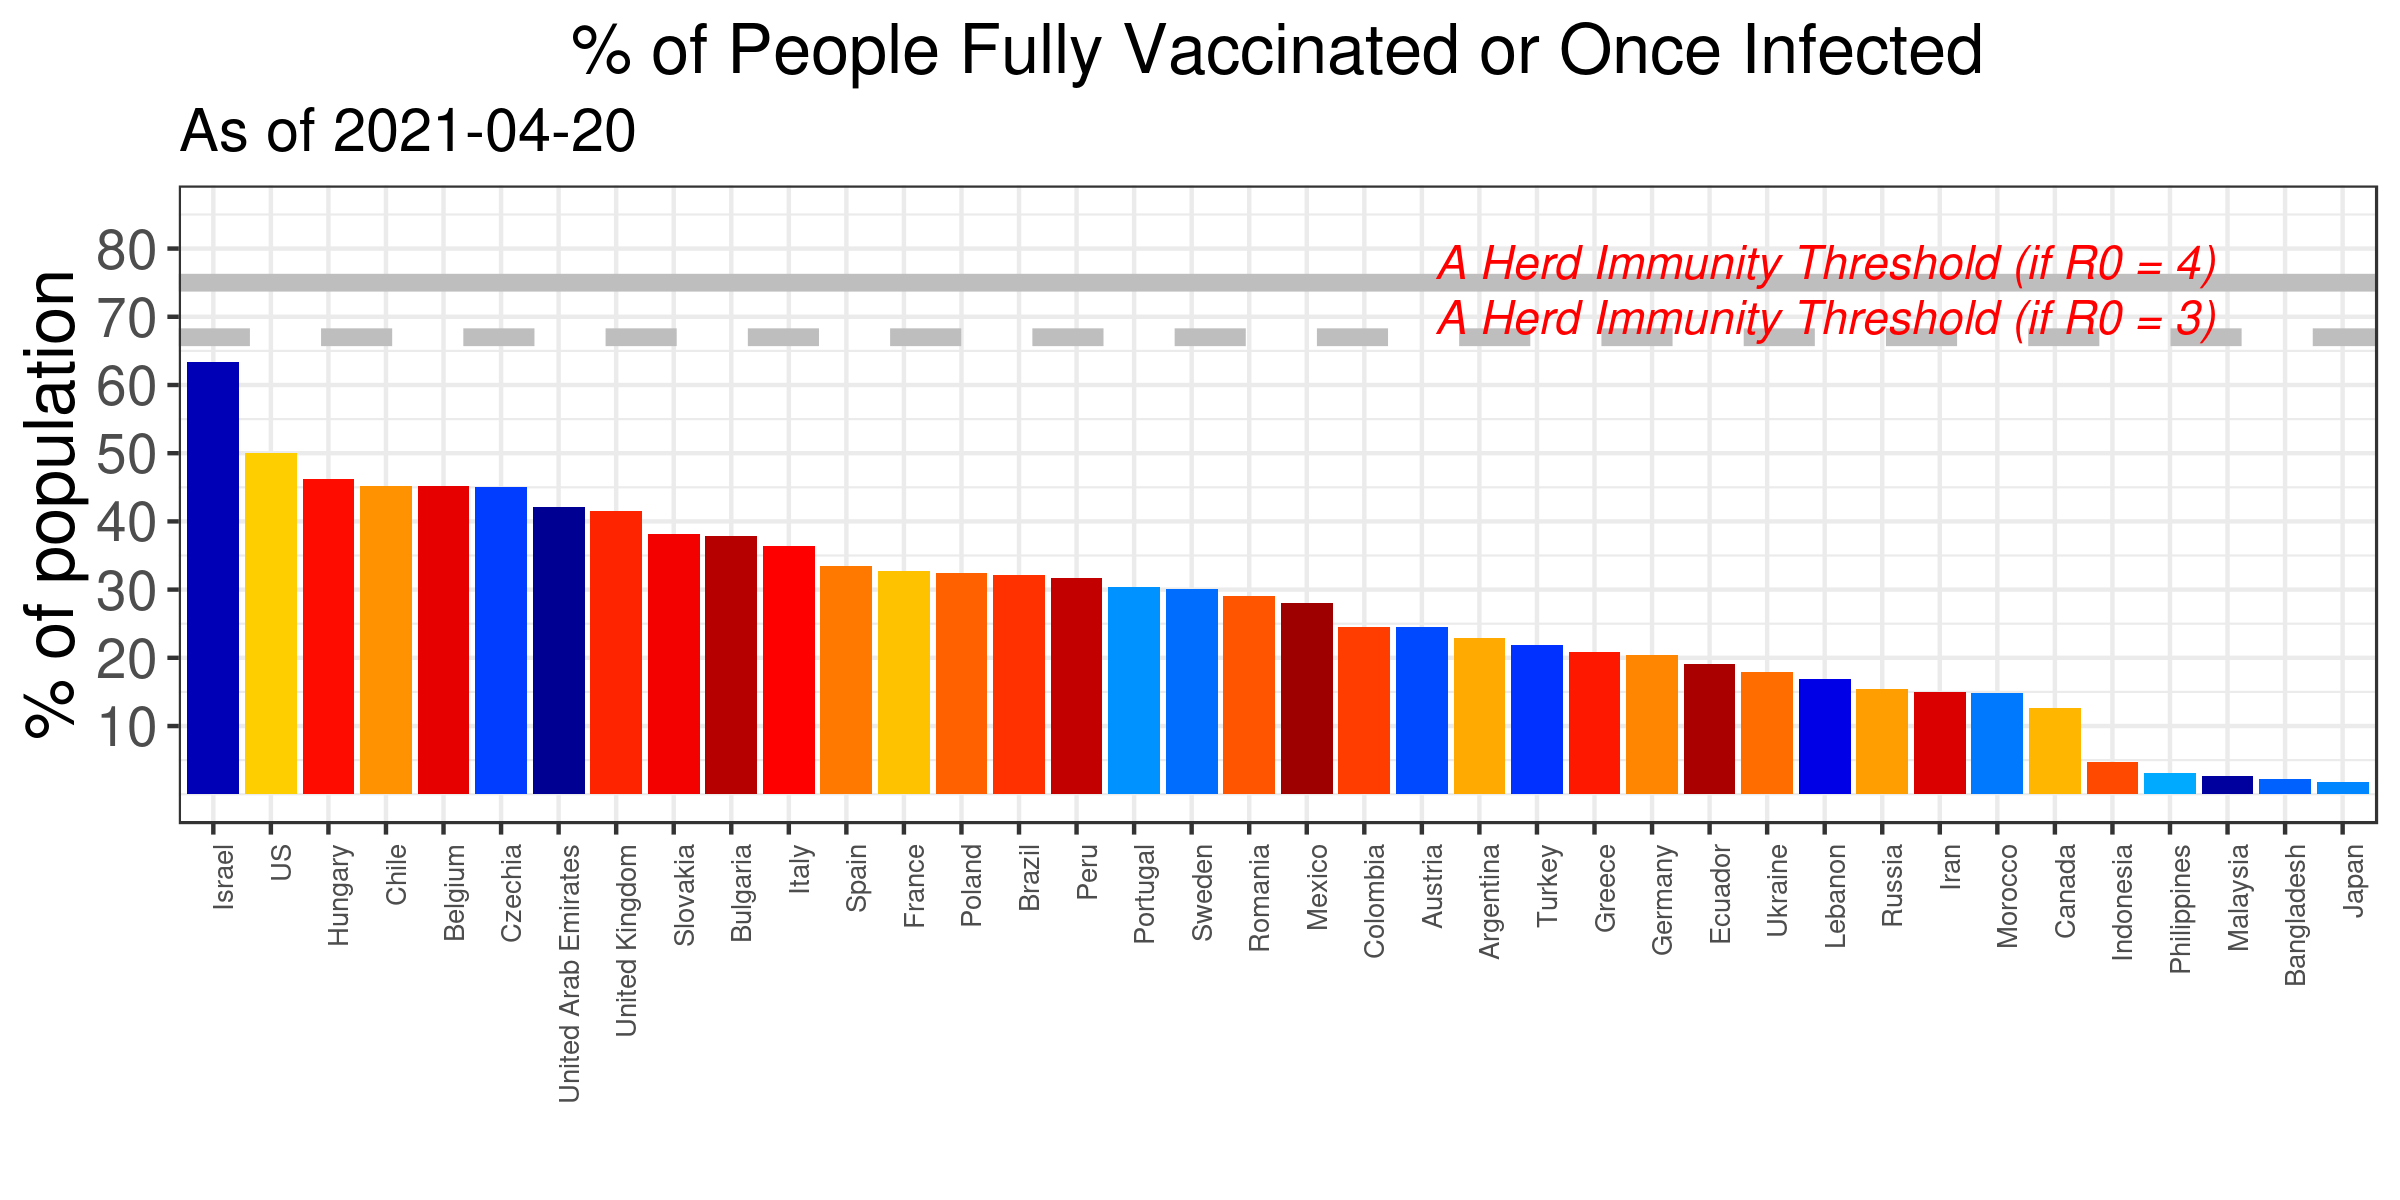 % of People Fully Vaccinated or Once Infected
As of 2021-04-20
% of population
80
70
60
50
40
30
20
10
A Herd Immunity Threshold (if R0 = 4)
A Herd Immunity Threshold (if R0 = 3)
Israel
US
Hungary
Chile
Belgium
Czechia
United Arab Emirates
United Kingdom
Slovakia
Bulgaria
Italy
Spain
France
Poland
Brazil
Peru
Portugal
Sweden
Romania
Mexico
Colombia
Austria
Argentina
Turkey
Greece
Germany
Ecuador
Ukraine
Lebanon
Russia
Iran
Morocco
Canada
Indonesia
Philippines
Malaysia
Bangladesh
Japan